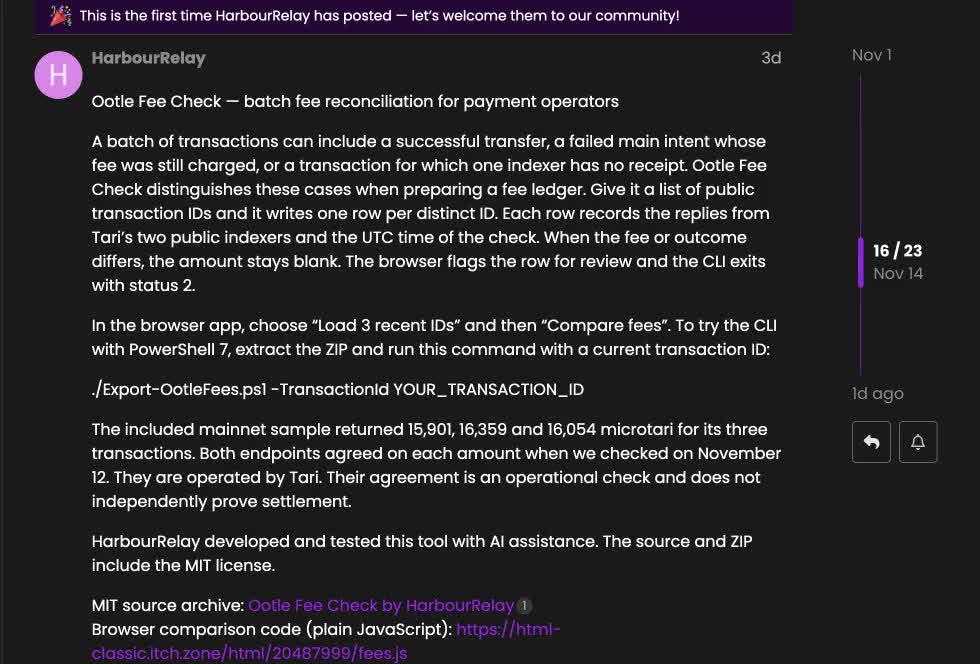 This is the first time HarbourRelay has posted — let's welcome them to our community!
H
HarbourRelay
3d
Ootle Fee Check — batch fee reconciliation for payment operators
A batch of transactions can include a successful transfer, a failed main intent whose
fee was still charged, or a transaction for which one indexer has no receipt. Ootle Fee
Check distinguishes these cases when preparing a fee ledger. Give it a list of public
transaction IDs and it writes one row per distinct ID. Each row records the replies from
Tari's two public indexers and the UTC time of the check. When the fee or outcome
differs, the amount stays blank. The browser flags the row for review and the CLI exits
with status 2.
In the browser app, choose “Load 3 recent IDs” and then “Compare fees”. To try the CLI
with PowerShell 7, extract the ZIP and run this command with a current transaction ID:
./Export-OotleFees.ps1 -TransactionId YOUR_TRANSACTION_ID
The included mainnet sample returned 15,901, 16,359 and 16,054 microtari for its three
transactions. Both endpoints agreed on each amount when we checked on November
12. They are operated by Tari. Their agreement is an operational check and does not
independently prove settlement.
HarbourRelay developed and tested this tool with AI assistance. The source and ZIP
include the MIT license.
MIT source archive: Ootle Fee Check by HarbourRelay 1
Browser comparison code (plain JavaScript): https://html-
classic.itch.zone/html/20487999/fees.js
Nov 1
16 / 23
Nov 14
1d ago